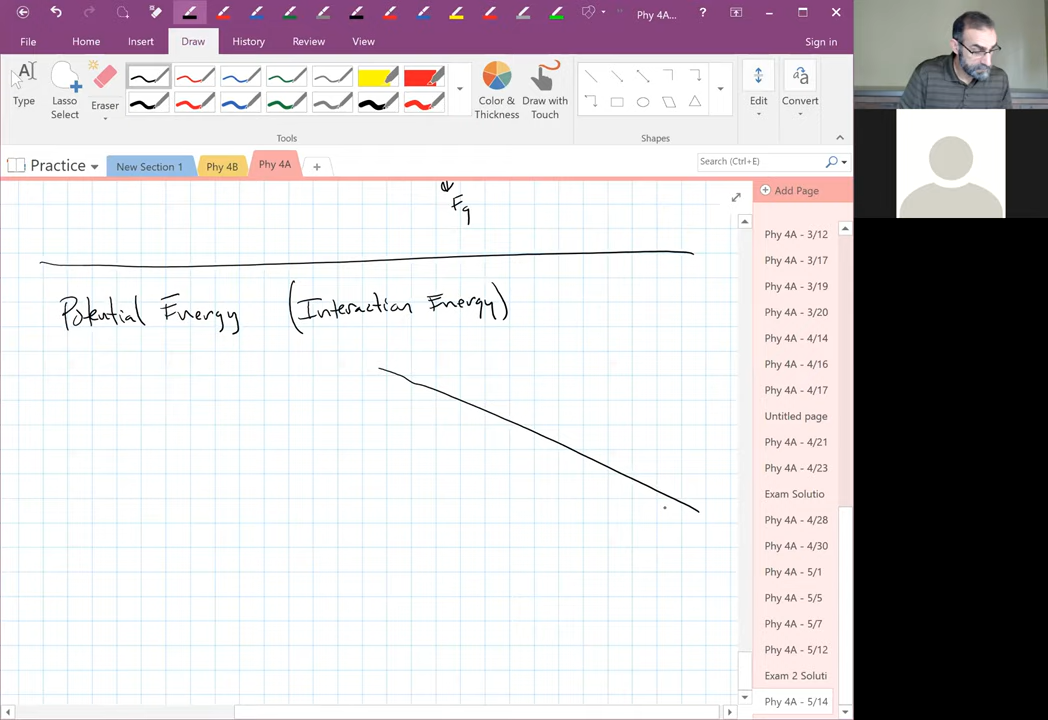 Phy 4A...
?
File
Home
Insert
Draw
History
Review
View
Sign in
A
Type
Lasso
Select
Eraser
Color &
Thickness
Draw with
Touch
Edit
Convert
Tools
Shapes
Practice
New Section 1
Phy 4B
Phy 4A
Search (Ctrl+E)
Add Page
Phy 4A - 3/12
Phy 4A - 3/17
Phy 4A - 3/19
Phy 4A - 3/20
Phy 4A - 4/14
Phy 4A - 4/16
Phy 4A - 4/17
Untitled page
Phy 4A - 4/21
Phy 4A - 4/23
Exam Solutio
Phy 4A - 4/28
Phy 4A - 4/30
Phy 4A - 5/1
Phy 4A - 5/5
Phy 4A - 5/7
Phy 4A - 5/12
Exam 2 Soluti
Phy 4A - 5/14
Fg
Potential Energy (Interaction Energy)